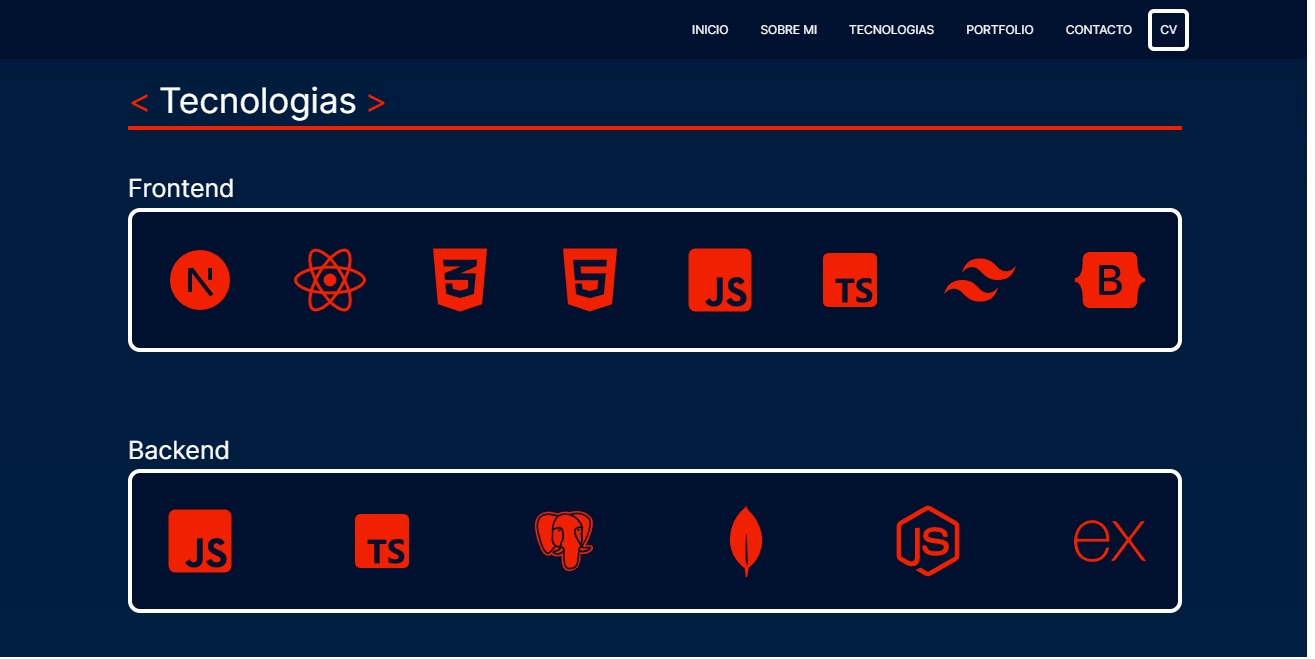 INICIO SOBRE MI TECNOLOGIAS PORTFOLIO CONTACTO CV
< Tecnologias >
Frontend
N 3 5 JS TS B
Backend
JS TS JS ex